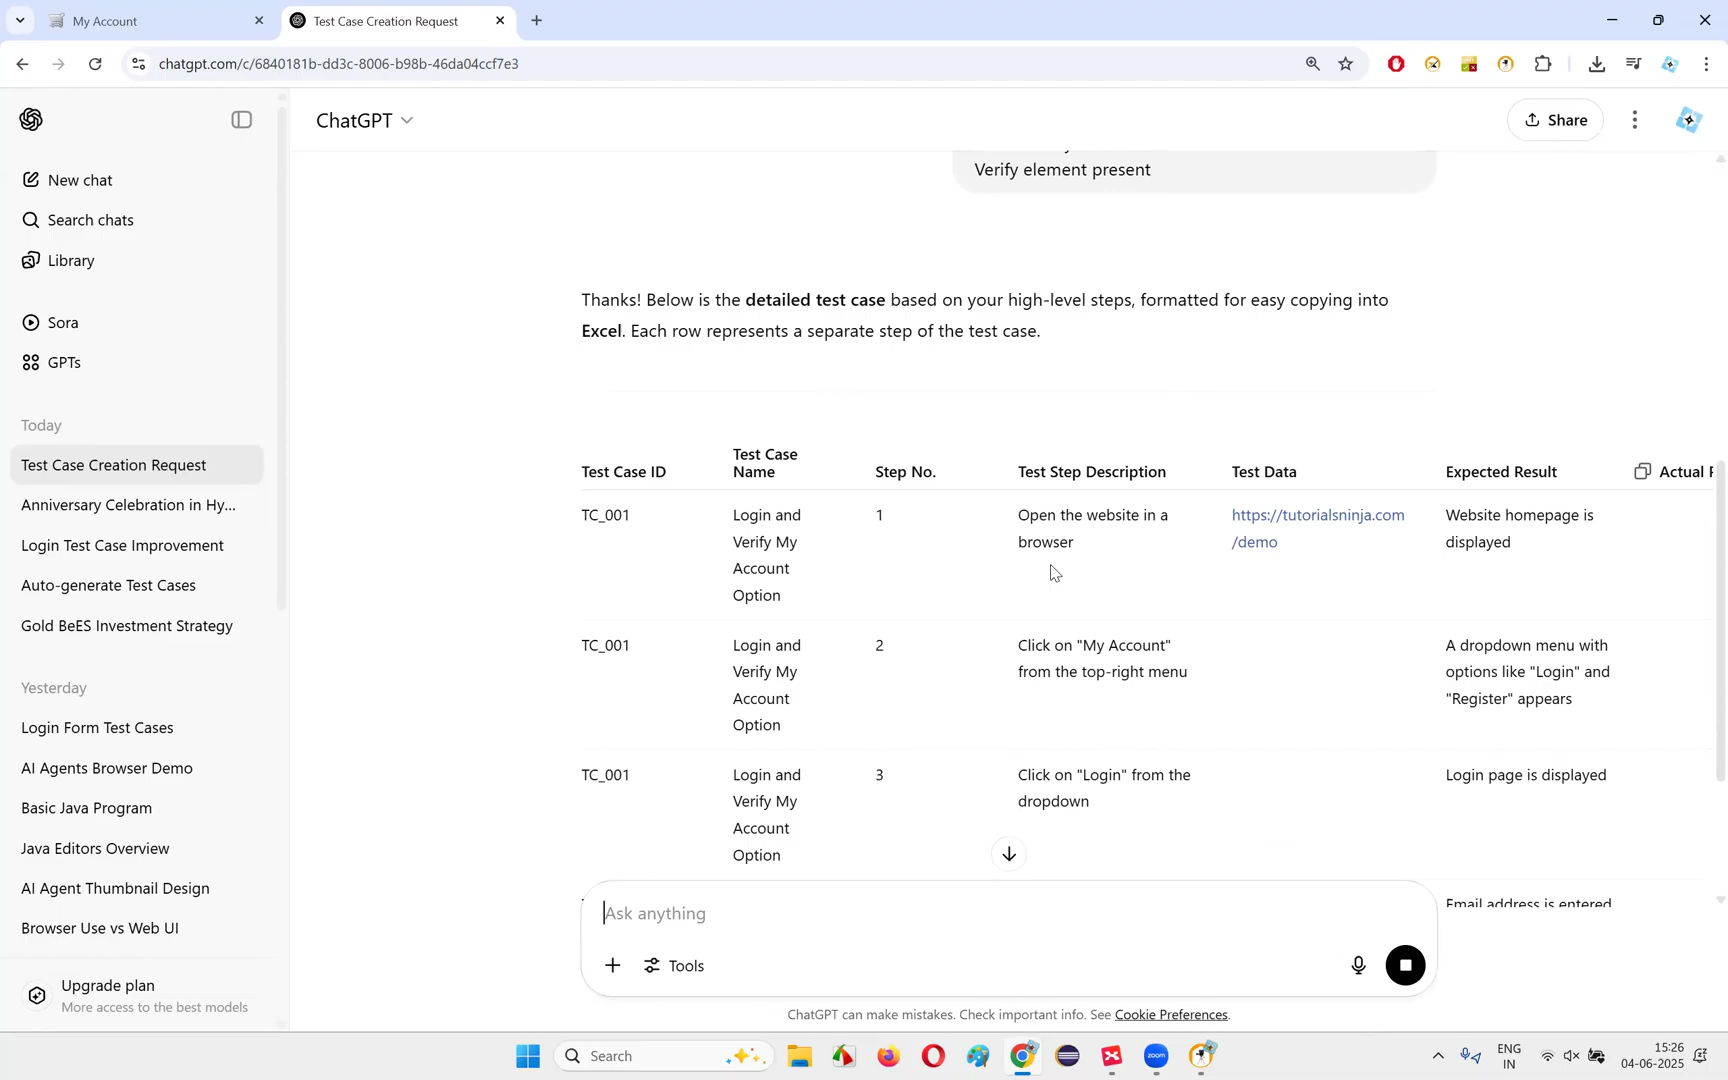 My Account
Test Case Creation Request
chatgpt.com/c/6840181b-dd3c-8006-b98b-46da04ccf7e3
ChatGPT
Share
New chat
Search chats
Library
Sora
GPTs
Today
Test Case Creation Request
Anniversary Celebration in Hy...
Login Test Case Improvement
Auto-generate Test Cases
Gold BeES Investment Strategy
Yesterday
Login Form Test Cases
AI Agents Browser Demo
Basic Java Program
Java Editors Overview
AI Agent Thumbnail Design
Browser Use vs Web UI
Upgrade plan
More access to the best models
Verify element present
Thanks! Below is the detailed test case based on your high-level steps, formatted for easy copying into
Excel. Each row represents a separate step of the test case.
Test Case ID
Test Case
Name
Step No.
Test Step Description
Test Data
Expected Result
Actual
TC_001
Login and
Verify My
Account
Option
1
Open the website in a
browser
https://tutorialsninja.com
/demo
Website homepage is
displayed
TC_001
Login and
Verify My
Account
Option
2
Click on "My Account"
from the top-right menu
A dropdown menu with
options like "Login" and
"Register" appears
TC_001
Login and
Verify My
Account
Option
3
Click on "Login" from the
dropdown
Login page is displayed
Email address is entered
Ask anything
Tools
ChatGPT can make mistakes. Check important info. See Cookie Preferences.
Search
zoom
ENG
IN
15:26
04-06-2025